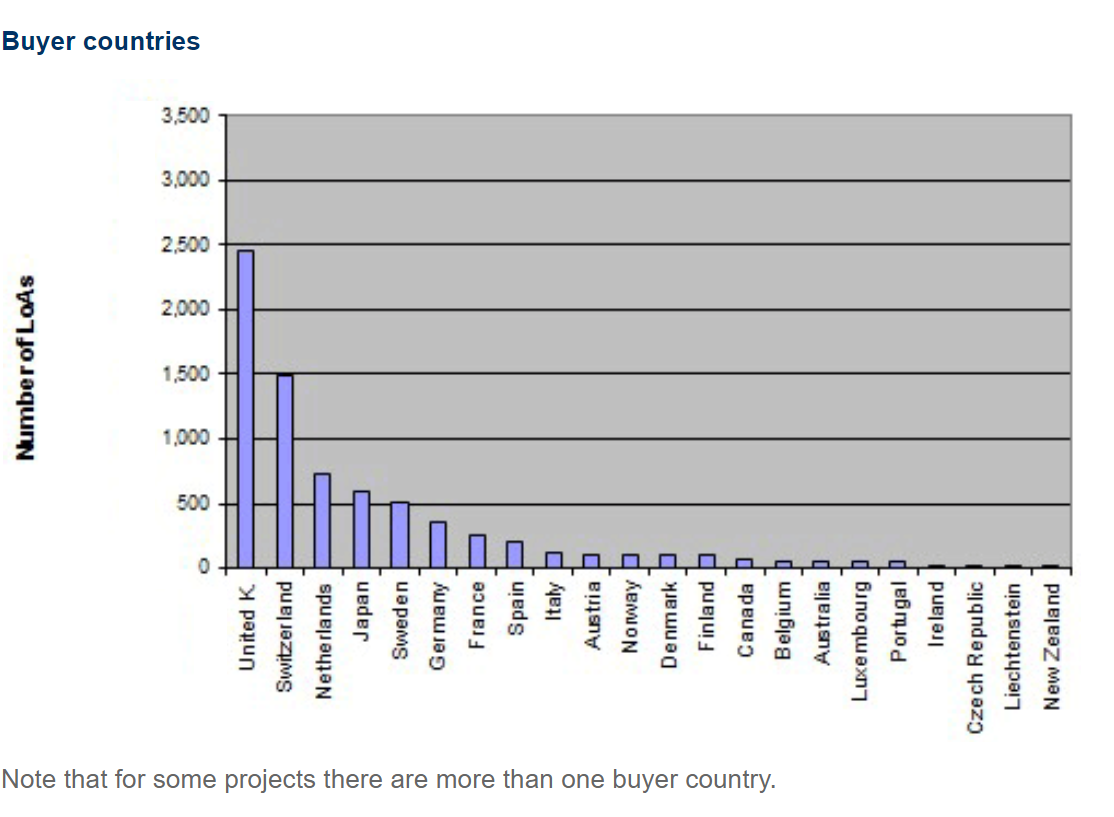 Buyer countries
3,500
3,000
2,500
2,000
1,500
1,000
500
0
Number of LoAs
United K.
Switzerland
Netherlands
Japan
Sweden
Germany
France
Spain
Italy
Austria
Norway
Denmark
Finland
Canada
Belgium
Australia
Luxembourg
Portugal
Ireland
Czech Republic
Liechtenstein
New Zealand
Note that for some projects there are more than one buyer country.